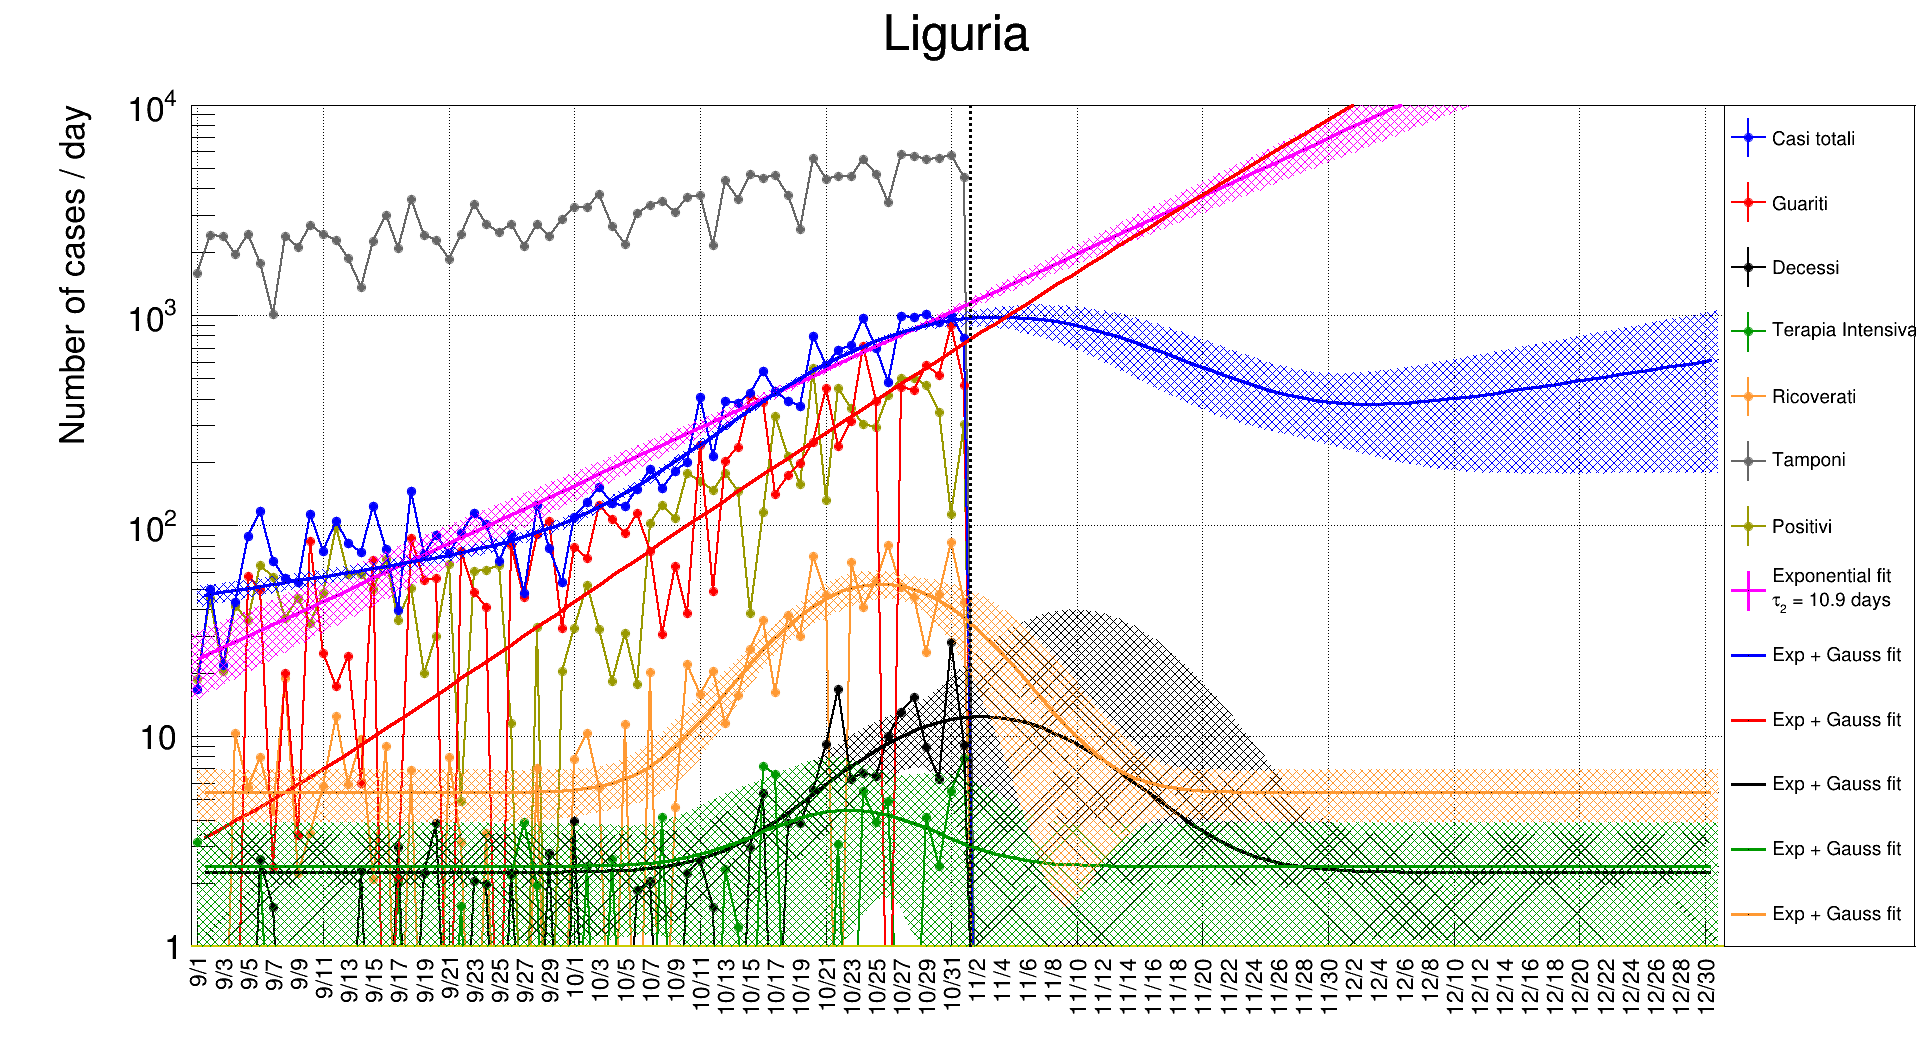 Liguria
Number of cases / day
10^4
10^3
10^2
10
1
9/1 9/3 9/5 9/7 9/9 9/11 9/13 9/15 9/17 9/19 9/21 9/23 9/25 9/27 9/29 10/1 10/3 10/5 10/7 10/9 10/11 10/13 10/15 10/17 10/19 10/21 10/23 10/25 10/27 10/29 10/31 11/2 11/4 11/6 11/8 11/10 11/12 11/14 11/16 11/18 11/20 11/22 11/24 11/26 11/28 11/30 12/2 12/4 12/6 12/8 12/10 12/12 12/14 12/16 12/18 12/20 12/22 12/24 12/26 12/28 12/30
Casi totali
Guariti
Decessi
Terapia Intensiva
Ricoverati
Tamponi
Positivi
Exponential fit
τ2 = 10.9 days
Exp + Gauss fit
Exp + Gauss fit
Exp + Gauss fit
Exp + Gauss fit
Exp + Gauss fit